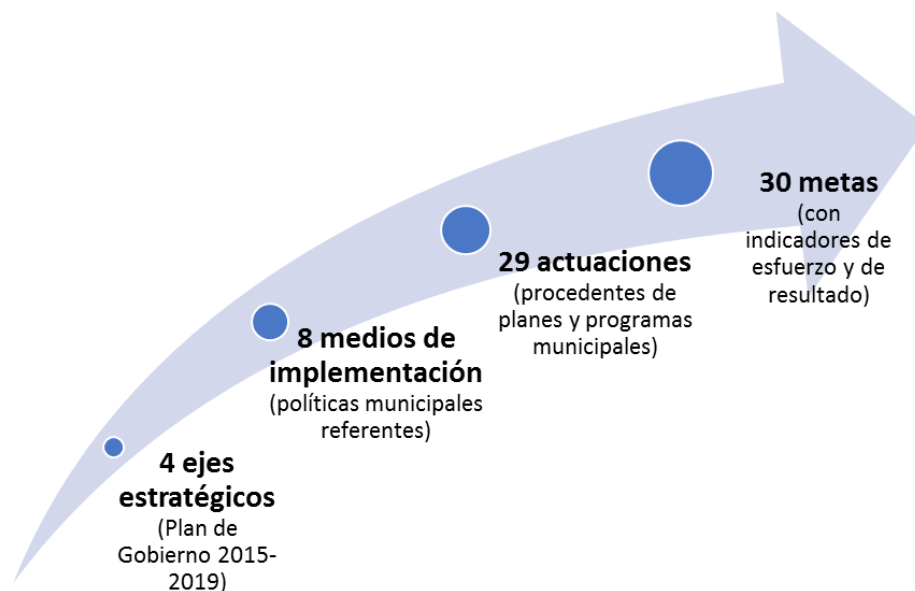 4 ejes
estratégicos
(Plan de
Gobierno 2015-
2019)
8 medios de
implementación
(políticas municipales
referentes)
29 actuaciones
(procedentes de
planes y programas
municipales)
30 metas
(con
indicadores de
esfuerzo y de
resultado)